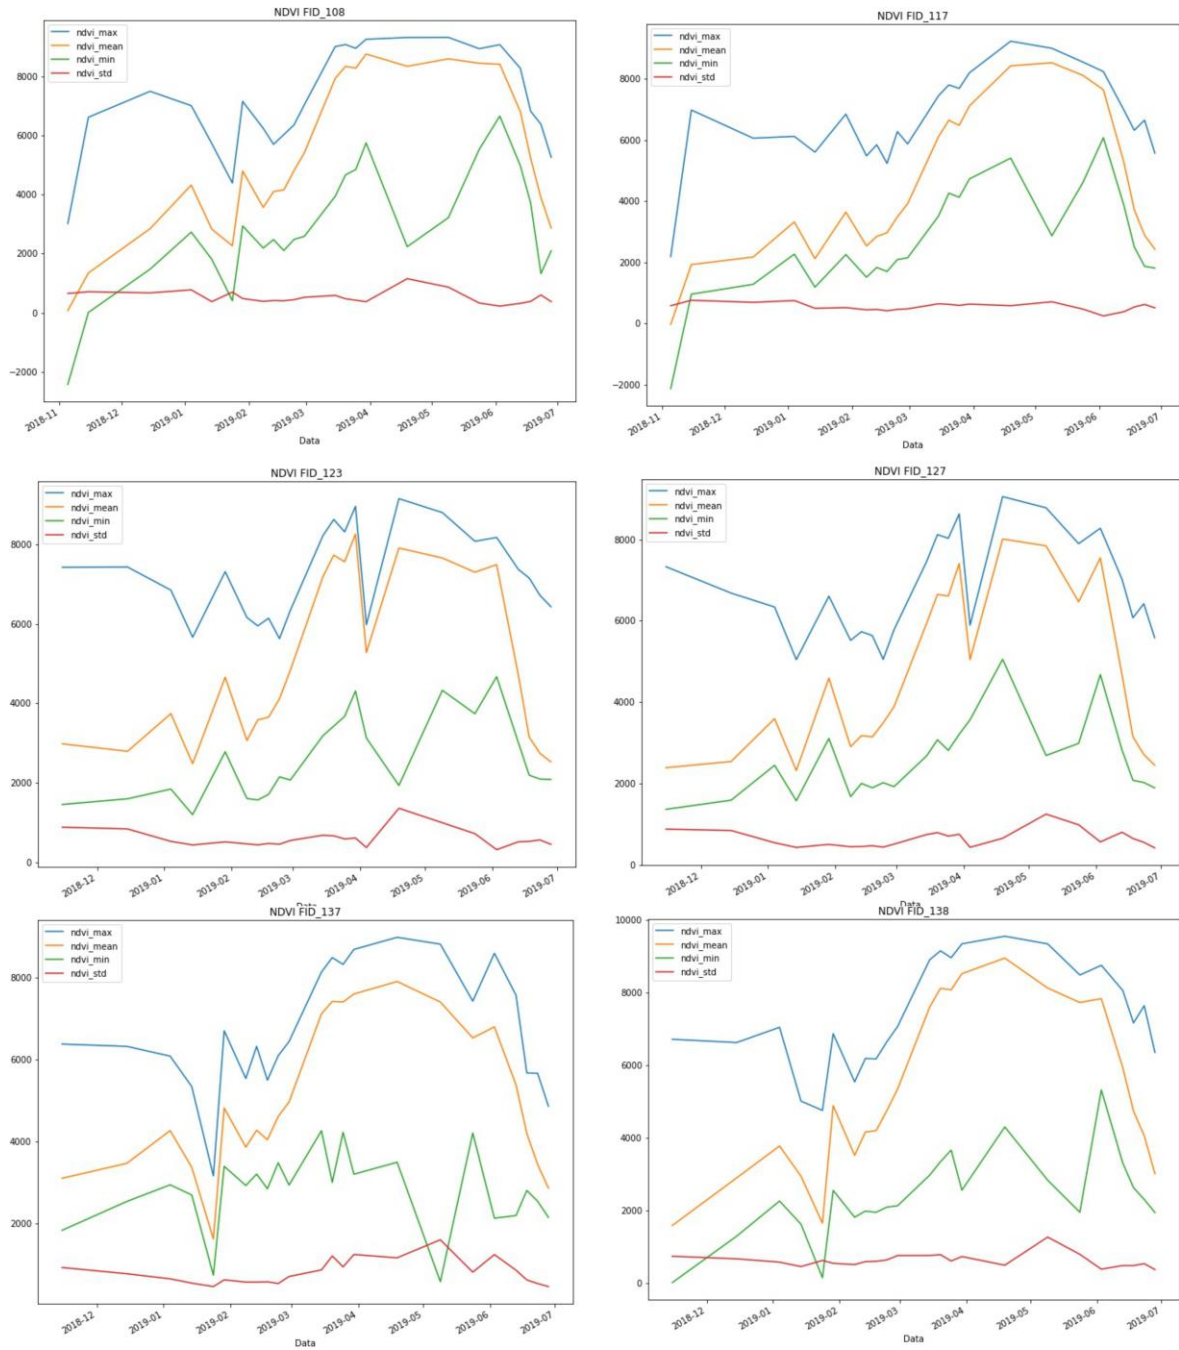 NDVI FID_108
ndvi_max
ndvi_mean
ndvi_min
ndvi_std
8000
6000
4000
2000
0
−2000
2018-11
2018-12
2019-01
2019-02
2019-03
2019-04
2019-05
2019-06
2019-07
Data
NDVI FID_117
ndvi_max
ndvi_mean
ndvi_min
ndvi_std
8000
6000
4000
2000
0
−2000
2018-11
2018-12
2019-01
2019-02
2019-03
2019-04
2019-05
2019-06
2019-07
Data
NDVI FID_123
ndvi_max
ndvi_mean
ndvi_min
ndvi_std
8000
6000
4000
2000
0
2018-12
2019-01
2019-02
2019-03
2019-04
2019-05
2019-06
2019-07
Data
NDVI FID_127
ndvi_max
ndvi_mean
ndvi_min
ndvi_std
8000
6000
4000
2000
0
2018-12
2019-01
2019-02
2019-03
2019-04
2019-05
2019-06
2019-07
Data
NDVI FID_137
ndvi_max
ndvi_mean
ndvi_min
ndvi_std
8000
6000
4000
2000
2018-12
2019-01
2019-02
2019-03
2019-04
2019-05
2019-06
2019-07
Data
NDVI FID_138
ndvi_max
ndvi_mean
ndvi_min
ndvi_std
10000
8000
6000
4000
2000
0
2018-12
2019-01
2019-02
2019-03
2019-04
2019-05
2019-06
2019-07
Data